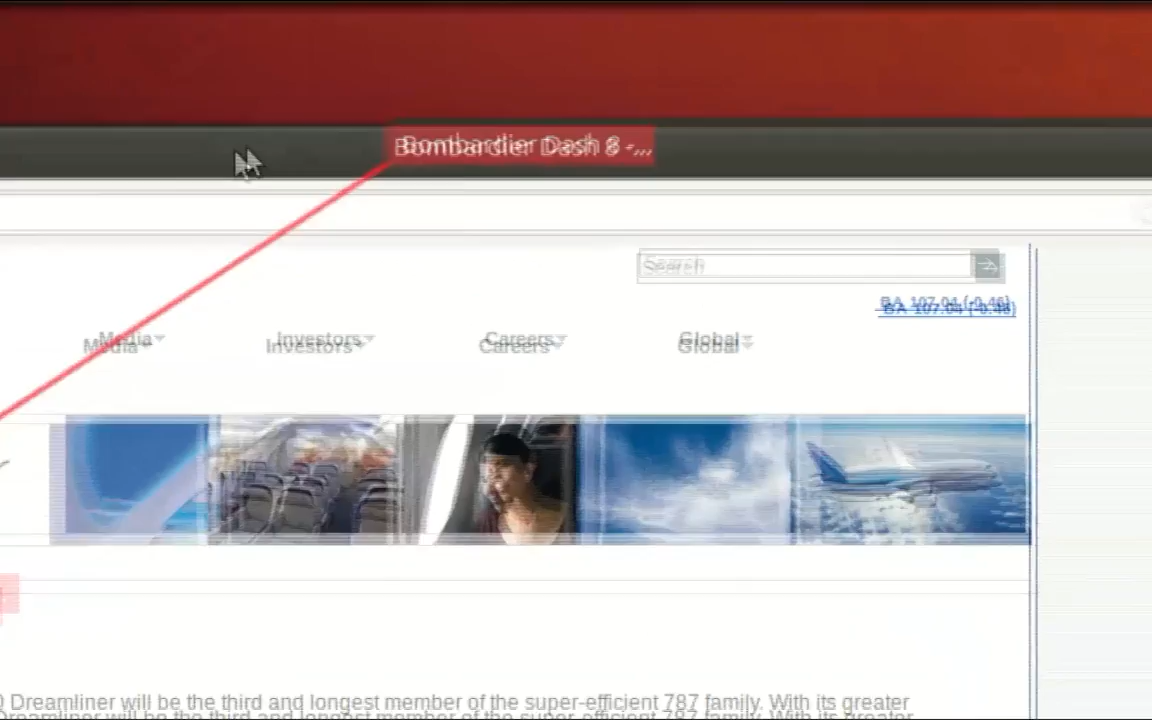 Bombardier Dash 8 -...
Search
BA 107.04 (-0.46)
Media Investors Careers Global
Dreamliner will be the third and longest member of the super-efficient 787 family. With its greater